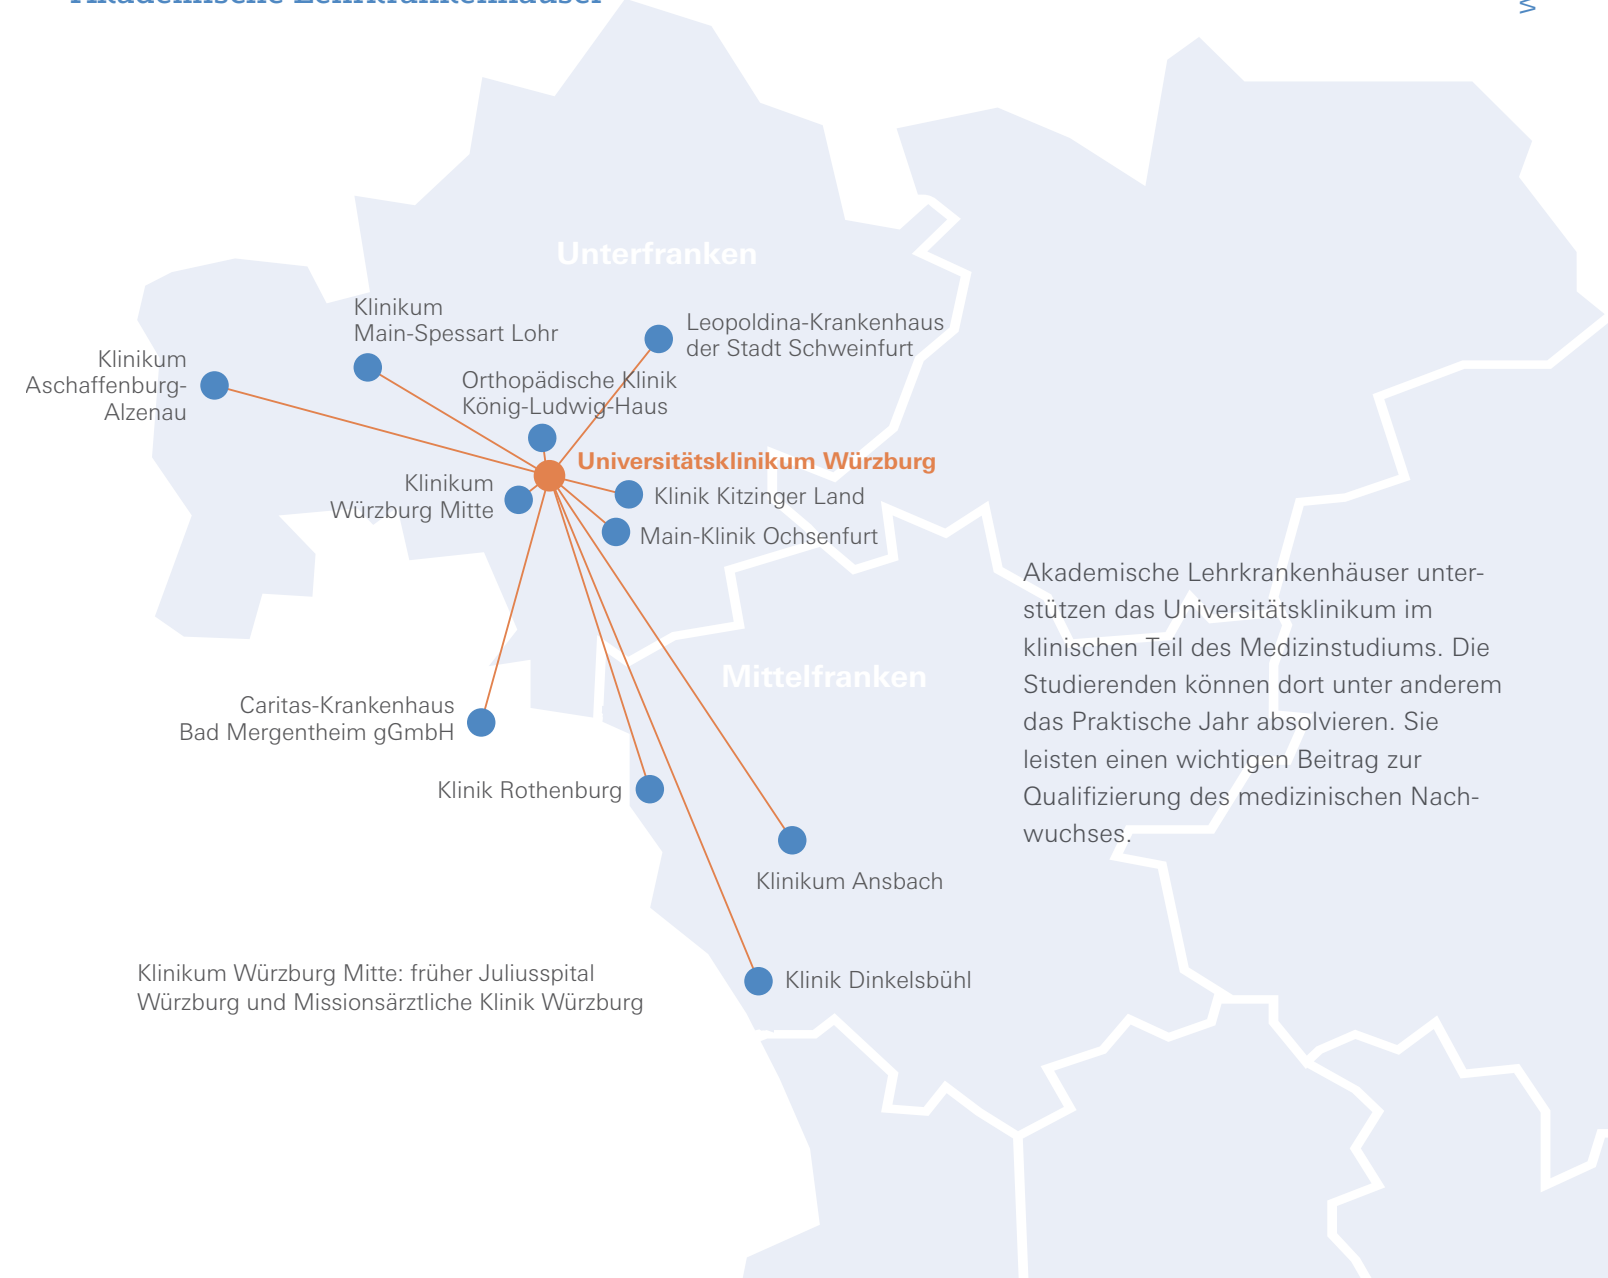 Akademische Lehrkrankenhäuser
Unterfranken
Klinikum
Main-Spessart Lohr
Leopoldina-Krankenhaus
der Stadt Schweinfurt
Klinikum
Aschaffenburg-
Alzenau
Orthopädische Klinik
König-Ludwig-Haus
Universitätsklinikum Würzburg
Klinikum
Würzburg Mitte
Klinik Kitzinger Land
Main-Klinik Ochsenfurt
Akademische Lehrkrankenhäuser unter-
stützen das Universitätsklinikum im
klinischen Teil des Medizinstudiums. Die
Studierenden können dort unter anderem
das Praktische Jahr absolvieren. Sie
leisten einen wichtigen Beitrag zur
Qualifizierung des medizinischen Nach-
wuchses.
Mittelfranken
Caritas-Krankenhaus
Bad Mergentheim gGmbH
Klinik Rothenburg
Klinikum Ansbach
Klinik Dinkelsbühl
Klinikum Würzburg Mitte: früher Juliusspital
Würzburg und Missionsärztliche Klinik Würzburg